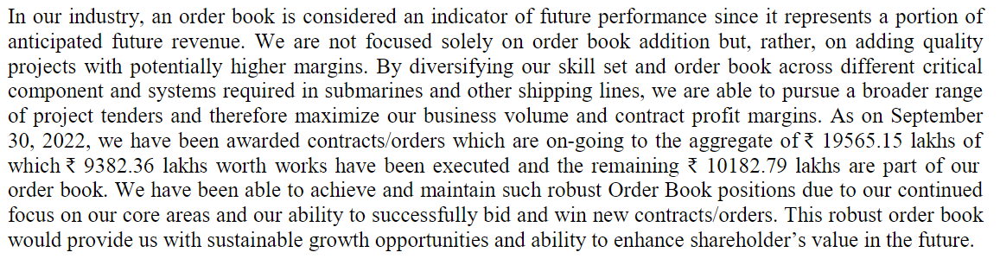 In our industry, an order book is considered an indicator of future performance since it represents a portion of
anticipated future revenue. We are not focused solely on order book addition but, rather, on adding quality
projects with potentially higher margins. By diversifying our skill set and order book across different critical
component and systems required in submarines and other shipping lines, we are able to pursue a broader range
of project tenders and therefore maximize our business volume and contract profit margins. As on September
30, 2022, we have been awarded contracts/orders which are on-going to the aggregate of ₹ 19565.15 lakhs of
which ₹ 9382.36 lakhs worth works have been executed and the remaining ₹ 10182.79 lakhs are part of our
order book. We have been able to achieve and maintain such robust Order Book positions due to our continued
focus on our core areas and our ability to successfully bid and win new contracts/orders. This robust order book
would provide us with sustainable growth opportunities and ability to enhance shareholder’s value in the future.